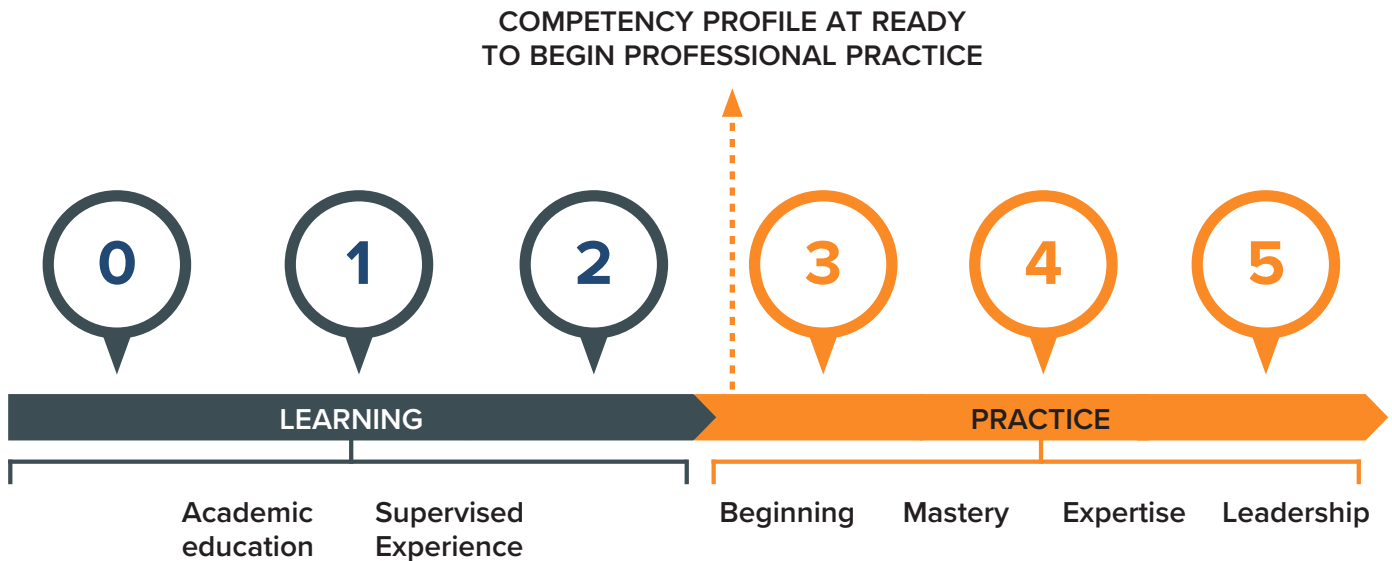 COMPETENCY PROFILE AT READY
TO BEGIN PROFESSIONAL PRACTICE
0 1 2 3 4 5
LEARNING PRACTICE
Academic education
Supervised Experience
Beginning Mastery Expertise Leadership